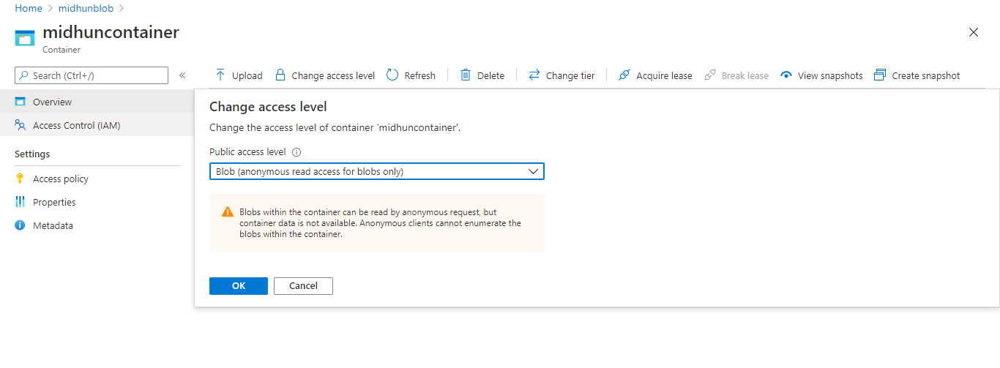 Home > midhunblob >
midhuncontainer
Container
Search (Ctrl+/)
«
Upload
Change access level
Refresh
Delete
Change tier
Acquire lease
Break lease
View snapshots
Create snapshot
Overview
Access Control (IAM)
Settings
Access policy
Properties
Metadata
Change access level
Change the access level of container 'midhuncontainer'.
Public access level
Blob (anonymous read access for blobs only)
Blobs within the container can be read by anonymous request, but
container data is not available. Anonymous clients cannot enumerate the
blobs within the container.
OK
Cancel